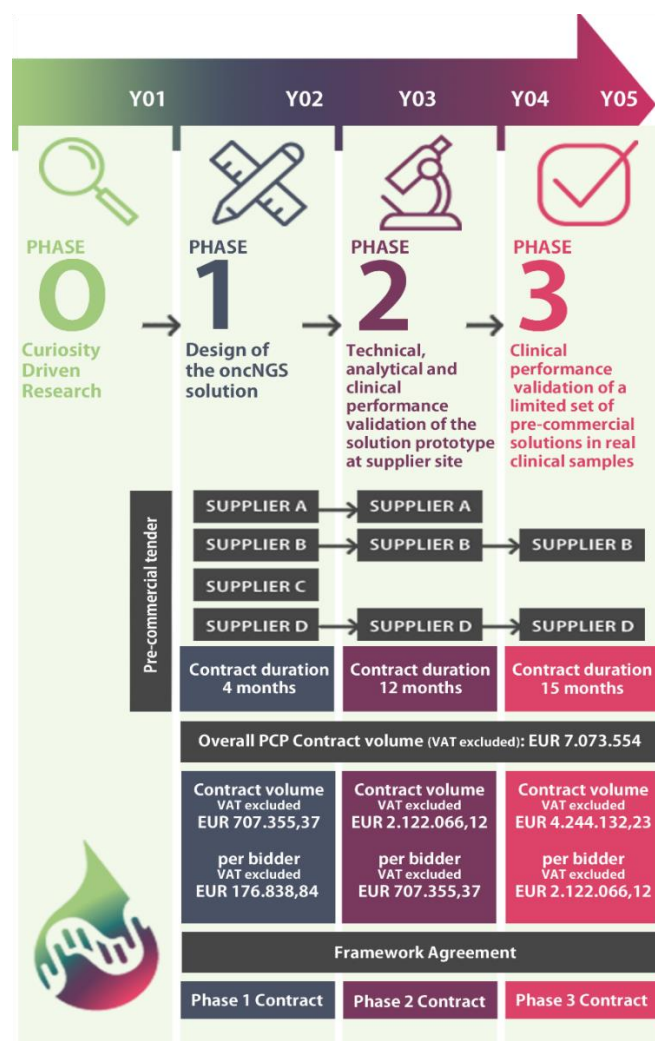 Y01 Y02 Y03 Y04 Y05
PHASE
0
Curiosity
Driven
Research
PHASE
1
Design of
the oncNGS
solution
PHASE
2
Technical,
analytical and
clinical
performance
validation of the
solution prototype
at supplier site
PHASE
3
Clinical
performance
validation of a
limited set of
pre-commercial
solutions in real
clinical samples
Pre-commercial tender
SUPPLIER A SUPPLIER A
SUPPLIER B SUPPLIER B SUPPLIER B
SUPPLIER C
SUPPLIER D SUPPLIER D SUPPLIER D
Contract duration
4 months
Contract duration
12 months
Contract duration
15 months
Overall PCP Contract volume (VAT excluded): EUR 7.073.554
Contract volume
VAT excluded
EUR 707.355,37
per bidder
VAT excluded
EUR 176.838,84
Contract volume
VAT excluded
EUR 2.122.066,12
per bidder
VAT excluded
EUR 707.355,37
Contract volume
VAT excluded
EUR 4.244.132,23
per bidder
VAT excluded
EUR 2.122.066,12
Framework Agreement
Phase 1 Contract Phase 2 Contract Phase 3 Contract